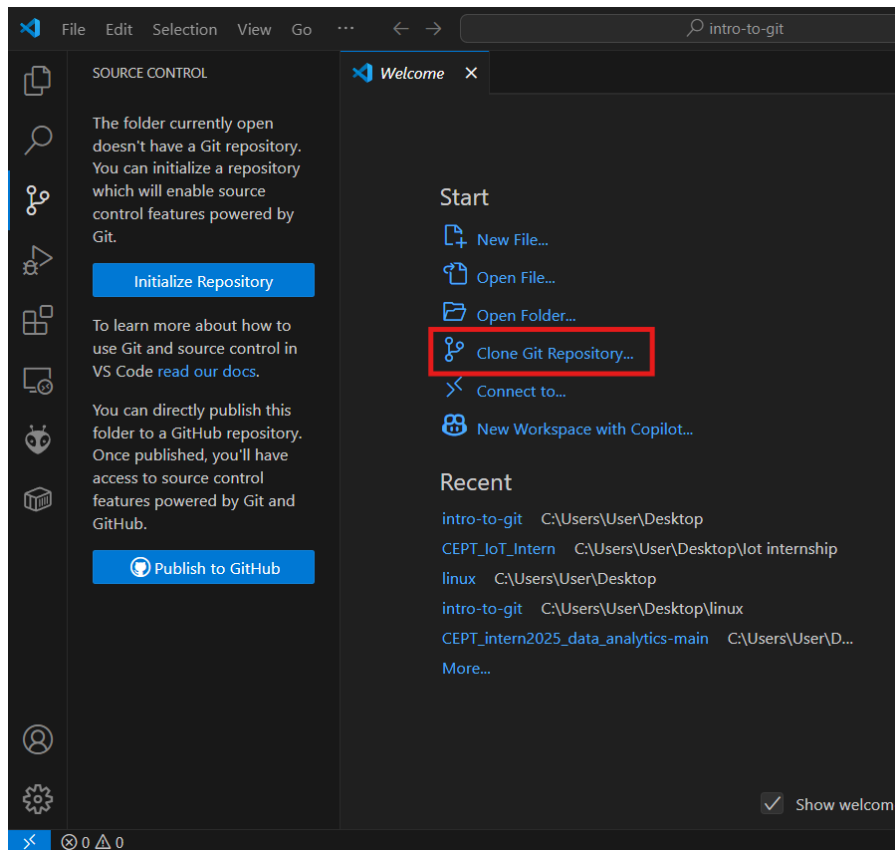 File Edit Selection View Go ... intro-to-git
SOURCE CONTROL
Welcome
The folder currently open
doesn't have a Git repository.
You can initialize a repository
which will enable source
control features powered by
Git.
Initialize Repository
To learn more about how to
use Git and source control in
VS Code read our docs.
You can directly publish this
folder to a GitHub repository.
Once published, you'll have
access to source control
features powered by Git and
GitHub.
Publish to GitHub
Start
New File...
Open File...
Open Folder...
Clone Git Repository...
Connect to...
New Workspace with Copilot...
Recent
intro-to-git C:\Users\User\Desktop
CEPT_IoT_Intern C:\Users\User\Desktop\Iot internship
linux C:\Users\User\Desktop
intro-to-git C:\Users\User\Desktop\linux
CEPT_intern2025_data_analytics-main C:\Users\User\D...
More...
Show welcom
0 0